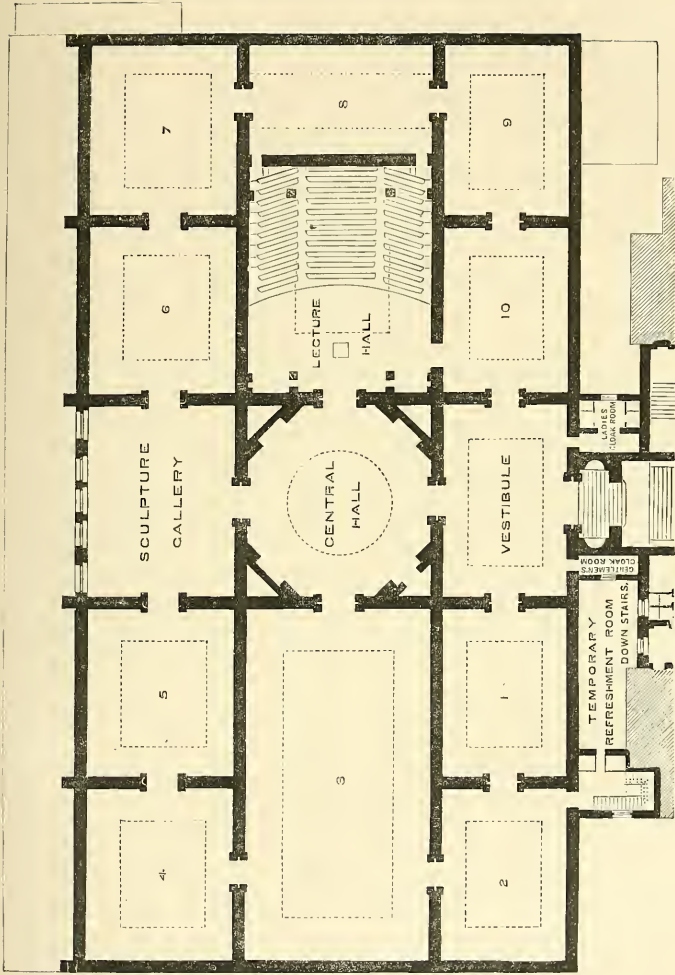 7
8
9
6
LECTURE
HALL
10
SCULPTURE
GALLERY
CENTRAL
HALL
VESTIBULE
LADIES
CLOAK ROOM
GENTLEMEN'S
CLOAK ROOM
5
3
1
TEMPORARY
REFRESHMENT ROOM
DOWN STAIRS.
4
2